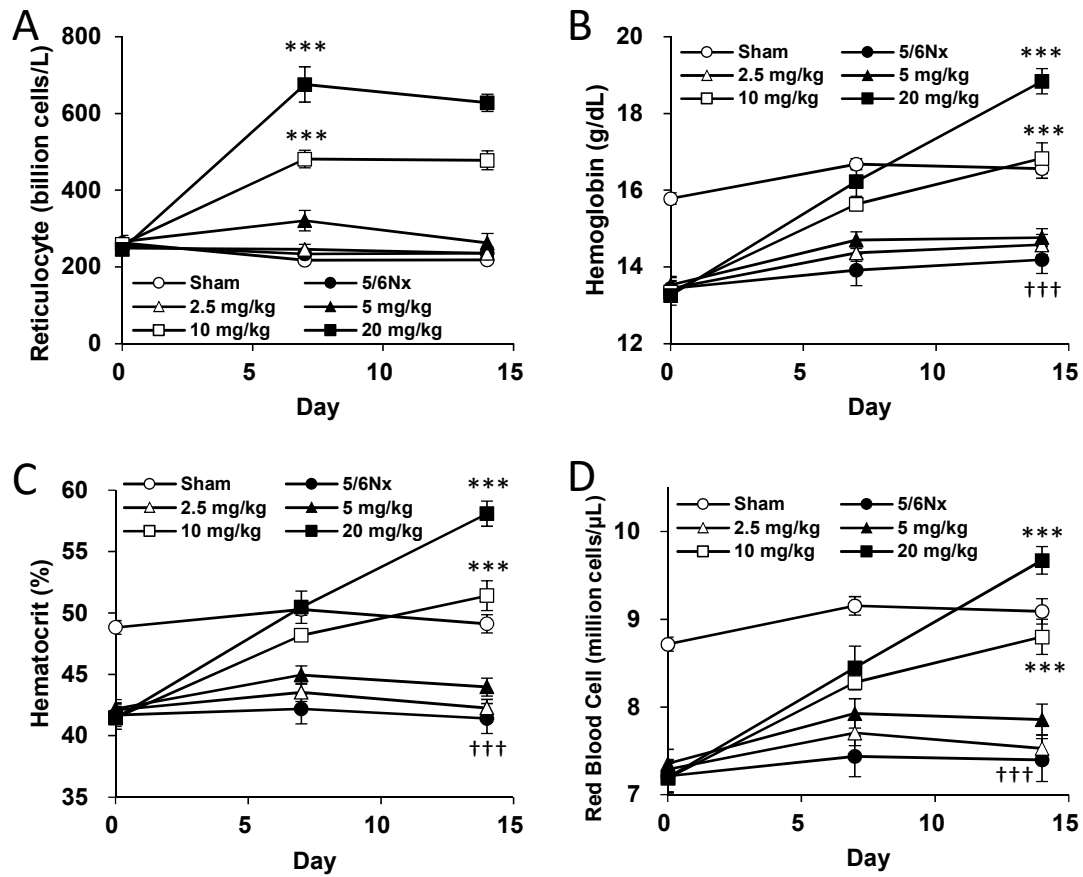 A
Reticulocyte (billion cells/L)
800
600
400
200
0
***
***
Sham 5/6Nx
2.5 mg/kg 5 mg/kg
10 mg/kg 20 mg/kg
0 5 10 15
Day
B
Hemoglobin (g/dL)
20
18
16
14
12
Sham 5/6Nx
2.5 mg/kg 5 mg/kg
10 mg/kg 20 mg/kg
***
***
†††
0 5 10 15
Day
C
Hematocrit (%)
60
55
50
45
40
35
Sham 5/6Nx
2.5 mg/kg 5 mg/kg
10 mg/kg 20 mg/kg
***
***
†††
0 5 10 15
Day
D
Red Blood Cell (million cells/μL)
10
9
8
7
Sham 5/6Nx
2.5 mg/kg 5 mg/kg
10 mg/kg 20 mg/kg
***
***
†††
0 5 10 15
Day